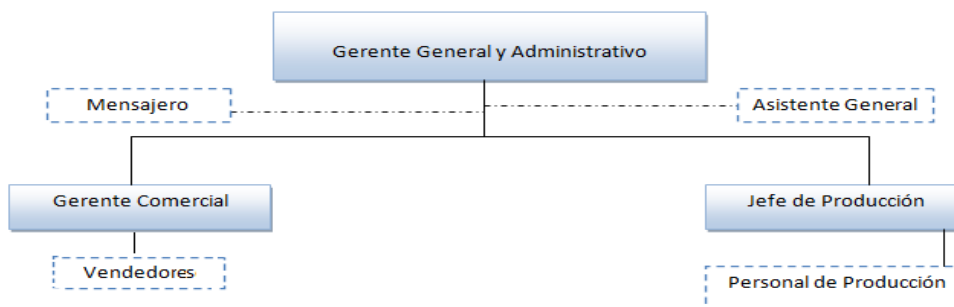 Gerente General y Administrativo
Mensajero
Asistente General
Gerente Comercial
Jefe de Producción
Vendedores
Personal de Producción